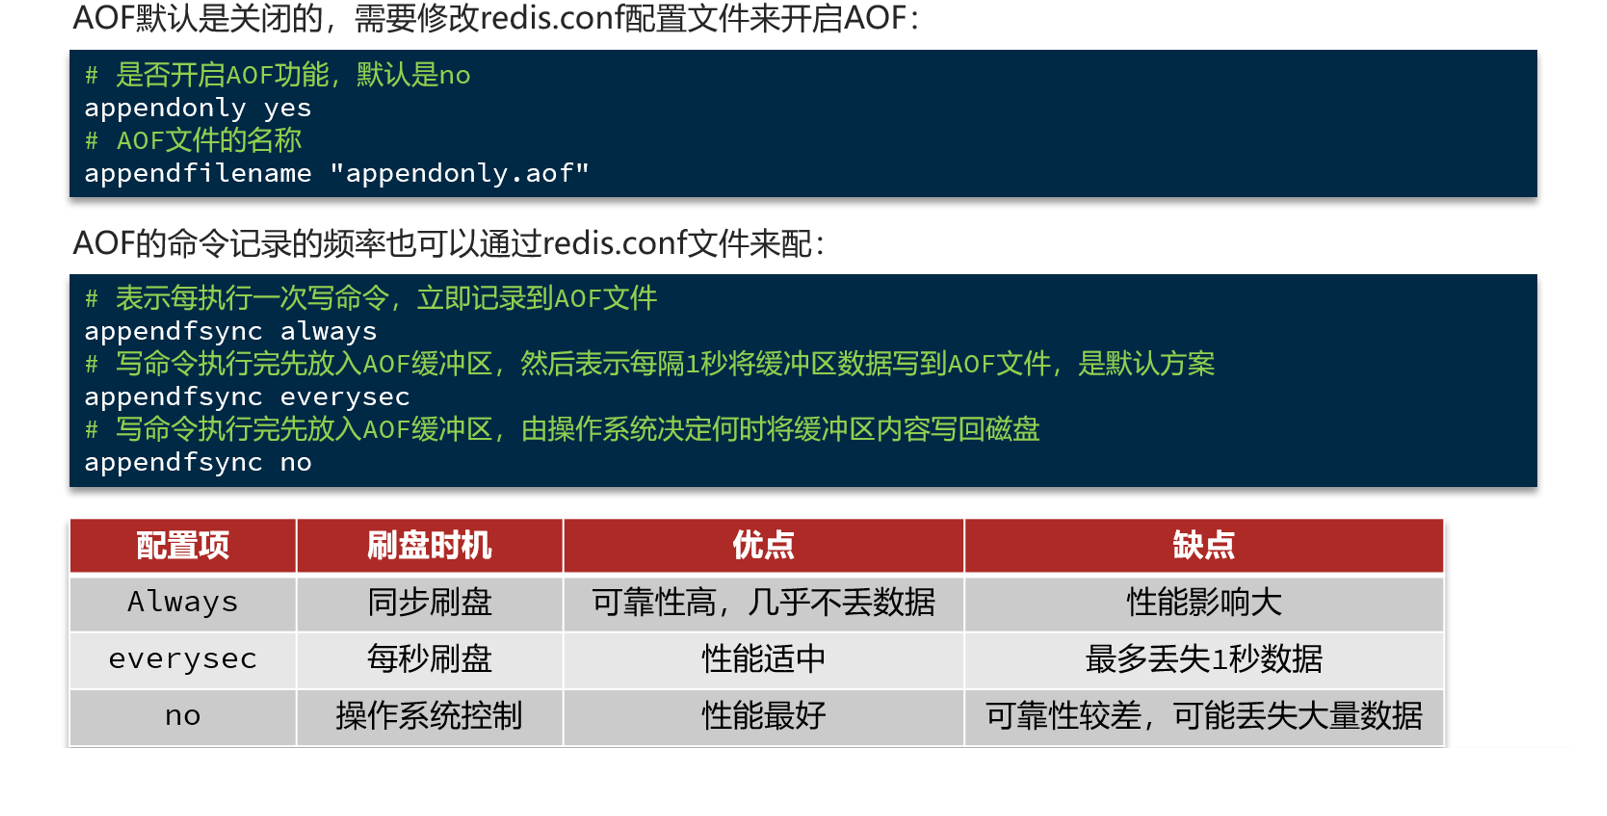 AOF默认是关闭的，需要修改redis.conf配置文件来开启AOF：
# 是否开启AOF功能，默认是no
appendonly yes
# AOF文件的名称
appendfilename "appendonly.aof"
AOF的命令记录的频率也可以通过redis.conf文件来配：
# 表示每执行一次写命令，立即记录到AOF文件
appendfsync always
# 写命令执行完先放入AOF缓冲区，然后表示每隔1秒将缓冲区数据写到AOF文件，是默认方案
appendfsync everysec
# 写命令执行完先放入AOF缓冲区，由操作系统决定何时将缓冲区内容写回磁盘
appendfsync no
配置项 刷盘时机 优点 缺点
Always 同步刷盘 可靠性高，几乎不丢数据 性能影响大
everysec 每秒刷盘 性能适中 最多丢失1秒数据
no 操作系统控制 性能最好 可靠性较差，可能丢失大量数据